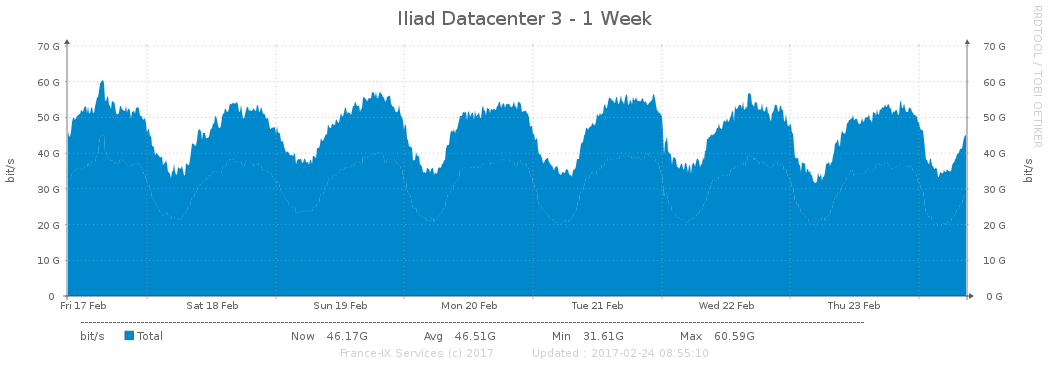 Iliad Datacenter 3 - 1 Week
RRDTOOL / TOBI OETIKER
70 G 70 G
60 G 60 G
50 G 50 G
40 G 40 G
30 G 30 G
20 G 20 G
10 G 10 G
0 0 G
bit/s bit/s
Fri 17 Feb Sat 18 Feb Sun 19 Feb Mon 20 Feb Tue 21 Feb Wed 22 Feb Thu 23 Feb
bit/s Total Now 46.17G Avg 46.51G Min 31.61G Max 60.59G
France-IX Services (c) 2017 Updated : 2017-02-24 08:55:10